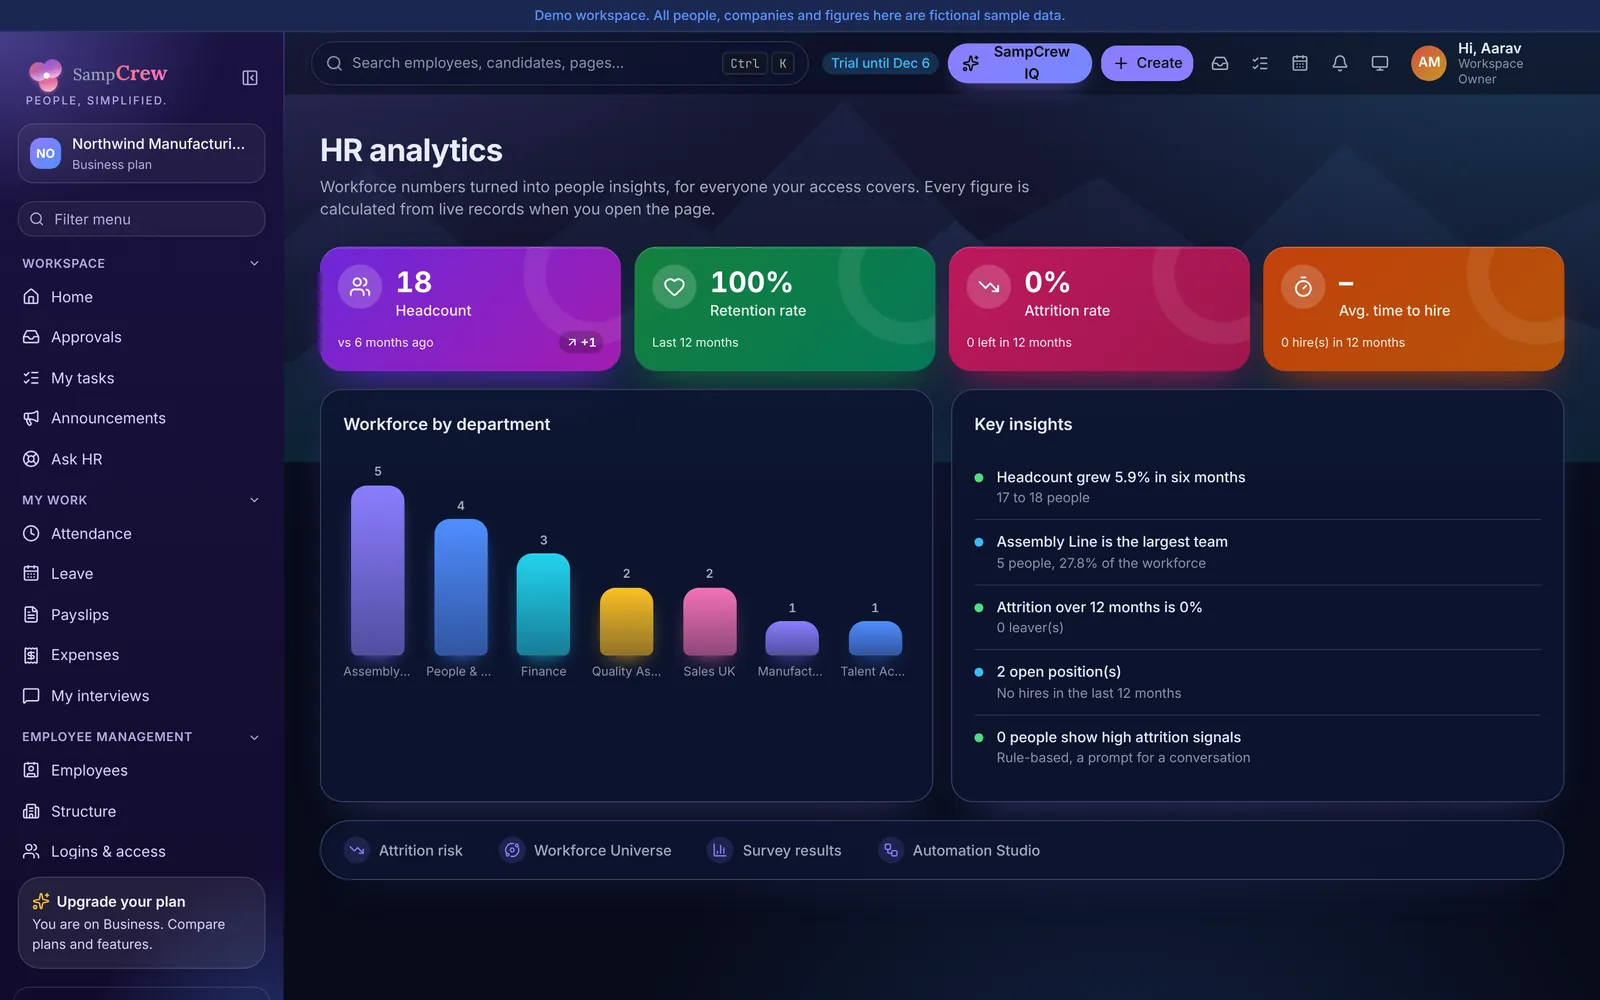 Demo workspace. All people, companies and figures here are fictional sample data.
SampCrew
PEOPLE, SIMPLIFIED.
NO
Northwind Manufacturi...
Business plan
Filter menu
WORKSPACE
Home
Approvals
My tasks
Announcements
Ask HR
MY WORK
Attendance
Leave
Payslips
Expenses
My interviews
EMPLOYEE MANAGEMENT
Employees
Structure
Logins & access
Upgrade your plan
You are on Business. Compare
plans and features.
Search employees, candidates, pages...
Ctrl K
Trial until Dec 6
SampCrew
IQ
Create
AM
Hi, Aarav
Workspace
Owner
HR analytics
Workforce numbers turned into people insights, for everyone your access covers. Every figure is
calculated from live records when you open the page.
18
Headcount
vs 6 months ago
+1
100%
Retention rate
Last 12 months
0%
Attrition rate
0 left in 12 months
–
Avg. time to hire
0 hire(s) in 12 months
Workforce by department
5
4
3
2
2
1
1
Assembly...
People & ...
Finance
Quality As...
Sales UK
Manufact...
Talent Ac...
Key insights
Headcount grew 5.9% in six months
17 to 18 people
Assembly Line is the largest team
5 people, 27.8% of the workforce
Attrition over 12 months is 0%
0 leaver(s)
2 open position(s)
No hires in the last 12 months
0 people show high attrition signals
Rule-based, a prompt for a conversation
Attrition risk
Workforce Universe
Survey results
Automation Studio